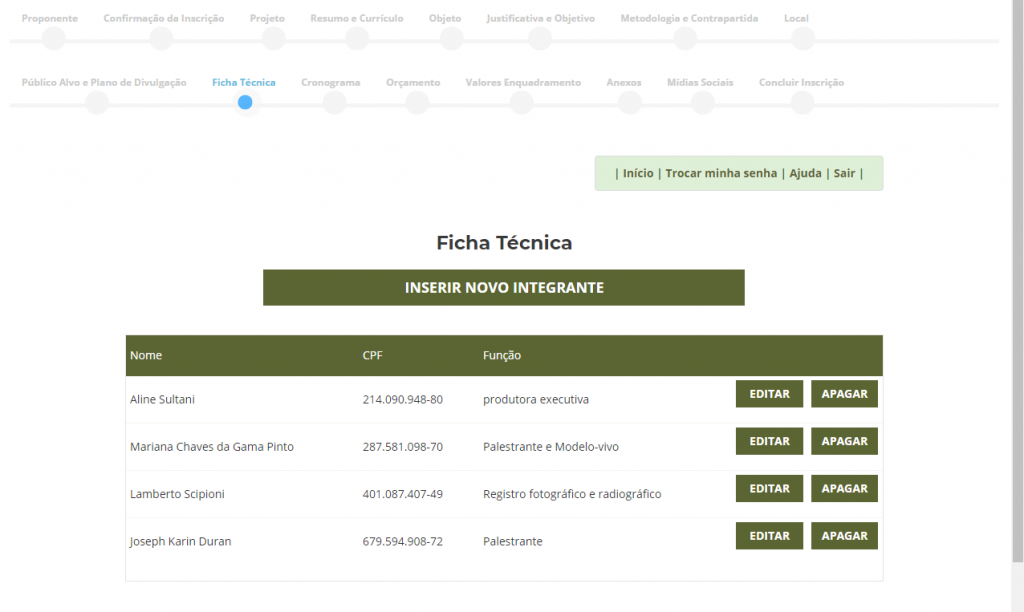 Proponente Confirmação da Inscrição Projeto Resumo e Currículo Objeto Justificativa e Objetivo Metodologia e Contrapartida Local
Público Alvo e Plano de Divulgação Ficha Técnica Cronograma Orçamento Valores Enquadramento Anexos Mídias Sociais Concluir Inscrição
| Início | Trocar minha senha | Ajuda | Sair |
Ficha Técnica
INSERIR NOVO INTEGRANTE
Nome CPF Função
Aline Sultani 214.090.948-80 produtora executiva EDITAR APAGAR
Mariana Chaves da Gama Pinto 287.581.098-70 Palestrante e Modelo-vivo EDITAR APAGAR
Lamberto Scipioni 401.087.407-49 Registro fotográfico e radiográfico EDITAR APAGAR
Joseph Karin Duran 679.594.908-72 Palestrante EDITAR APAGAR